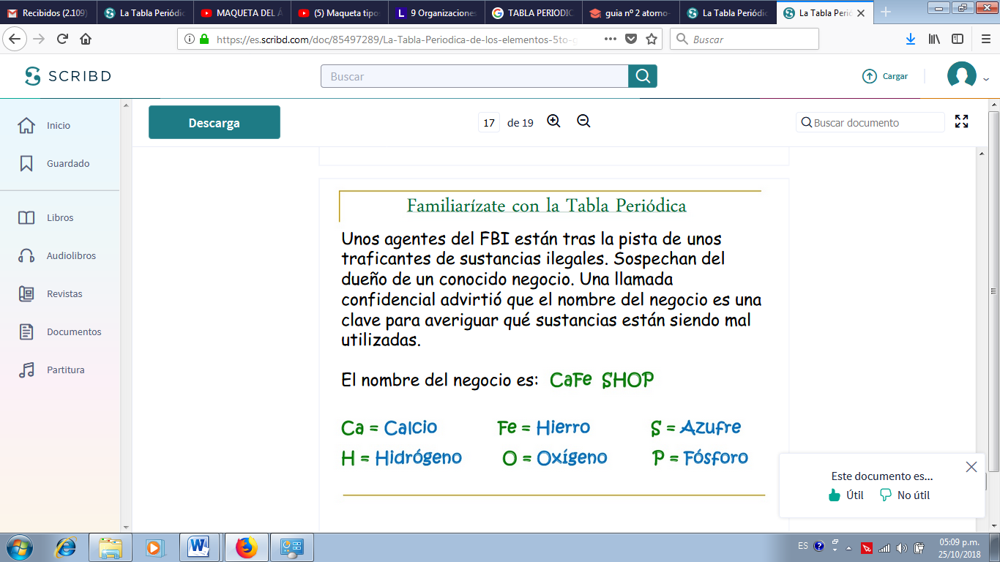 Recibidos (2.109)
La Tabla Periódic
MAQUETA DEL Á
(5) Maqueta tipo
9 Organizaciones
TABLA PERIODIC
guia nº 2 atomo-
La Tabla Periódic
La Tabla Perió
https://es.scribd.com/doc/85497289/La-Tabla-Periodica-de-los-elementos-5to-g
Buscar
SCRIBD
Buscar
Cargar
Descarga
17 de 19
Buscar documento
Inicio
Guardado
Libros
Audiolibros
Revistas
Documentos
Partitura
Familiarízate con la Tabla Periódica
Unos agentes del FBI están tras la pista de unos
traficantes de sustancias ilegales. Sospechan del
dueño de un conocido negocio. Una llamada
confidencial advirtió que el nombre del negocio es una
clave para averiguar qué sustancias están siendo mal
utilizadas.
El nombre del negocio es: CaFe SHOP
Ca = Calcio Fe = Hierro S = Azufre
H = Hidrógeno O = Oxígeno P = Fósforo
Este documento es...
Útil No útil
ES
05:09 p.m.
25/10/2018